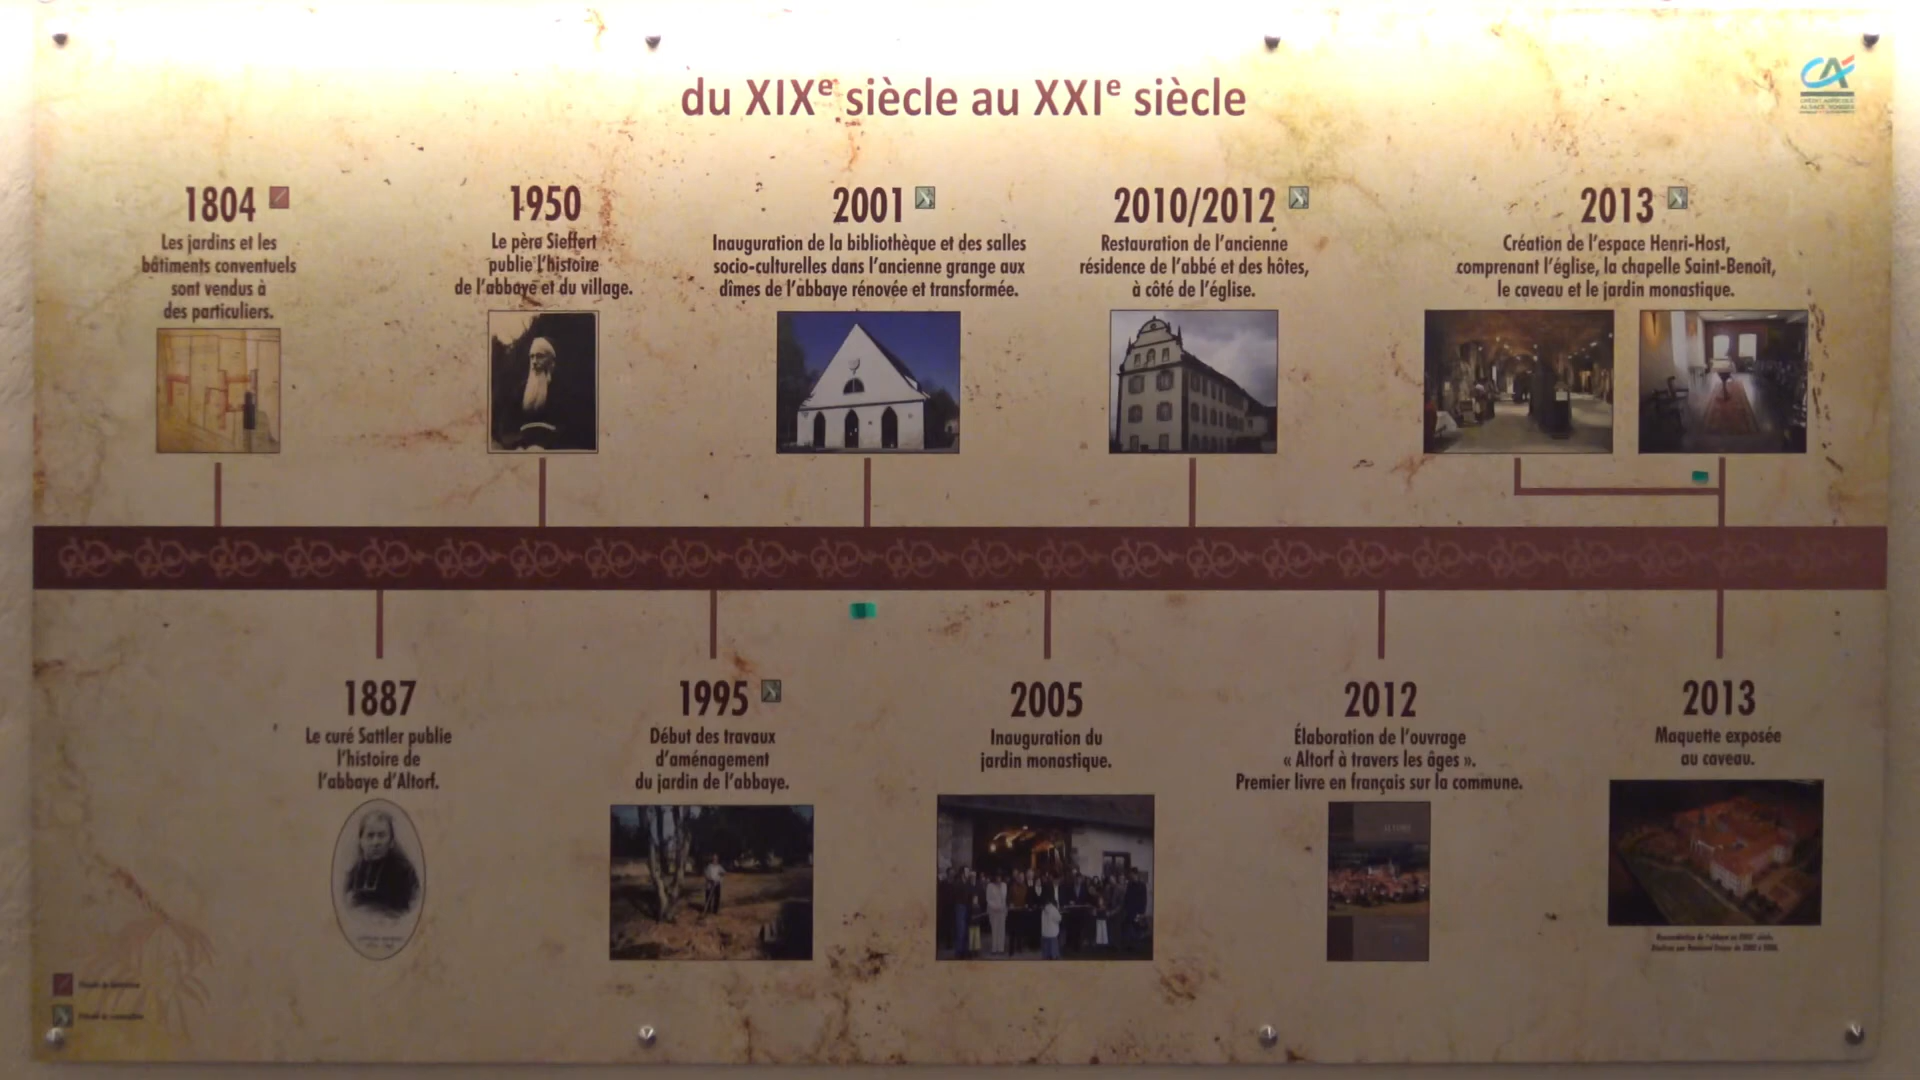 du XIXe siècle au XXIe siècle
1804
Les jardins et les
bâtiments conventuels
sont vendus à
des particuliers.
1950
Le père Sieffert
publie l'histoire
de l'abbaye et du village.
2001
Inauguration de la bibliothèque et des salles
socio-culturelles dans l'ancienne grange aux
dîmes de l'abbaye rénovée et transformée.
2010/2012
Restauration de l'ancienne
résidence de l'abbé et des hôtes,
à côté de l'église.
2013
Création de l'espace Henri-Host,
comprenant l'église, la chapelle Saint-Benoît,
le caveau et le jardin monastique.
1887
Le curé Sattler publie
l'histoire de
l'abbaye d'Altorf.
1995
Début des travaux
d'aménagement
du jardin de l'abbaye.
2005
Inauguration du
jardin monastique.
2012
Élaboration de l'ouvrage
« Altorf à travers les âges ».
Premier livre en français sur la commune.
2013
Maquette exposée
au caveau.